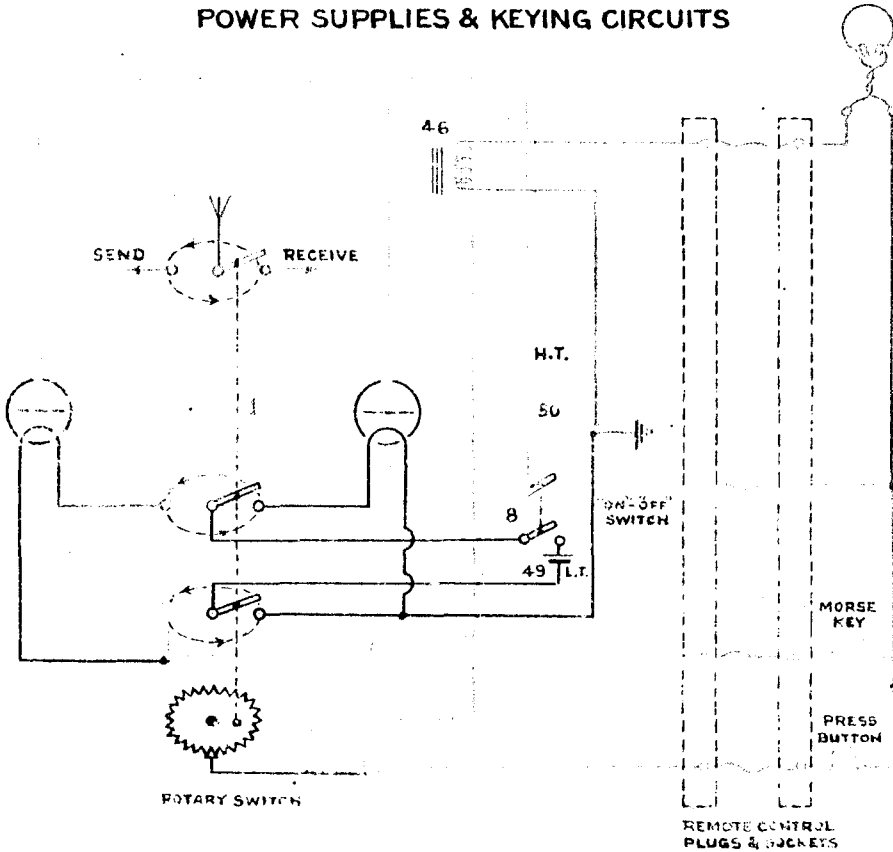 POWER SUPPLIES & KEYING CIRCUITS
46
SEND
RECEIVE
H.T.
50
1
8
"ON-OFF"
SWITCH
49
L.T.
MORSE
KEY
PRESS
BUTTON
ROTARY SWITCH
REMOTE CONTROL
PLUGS & SOCKETS